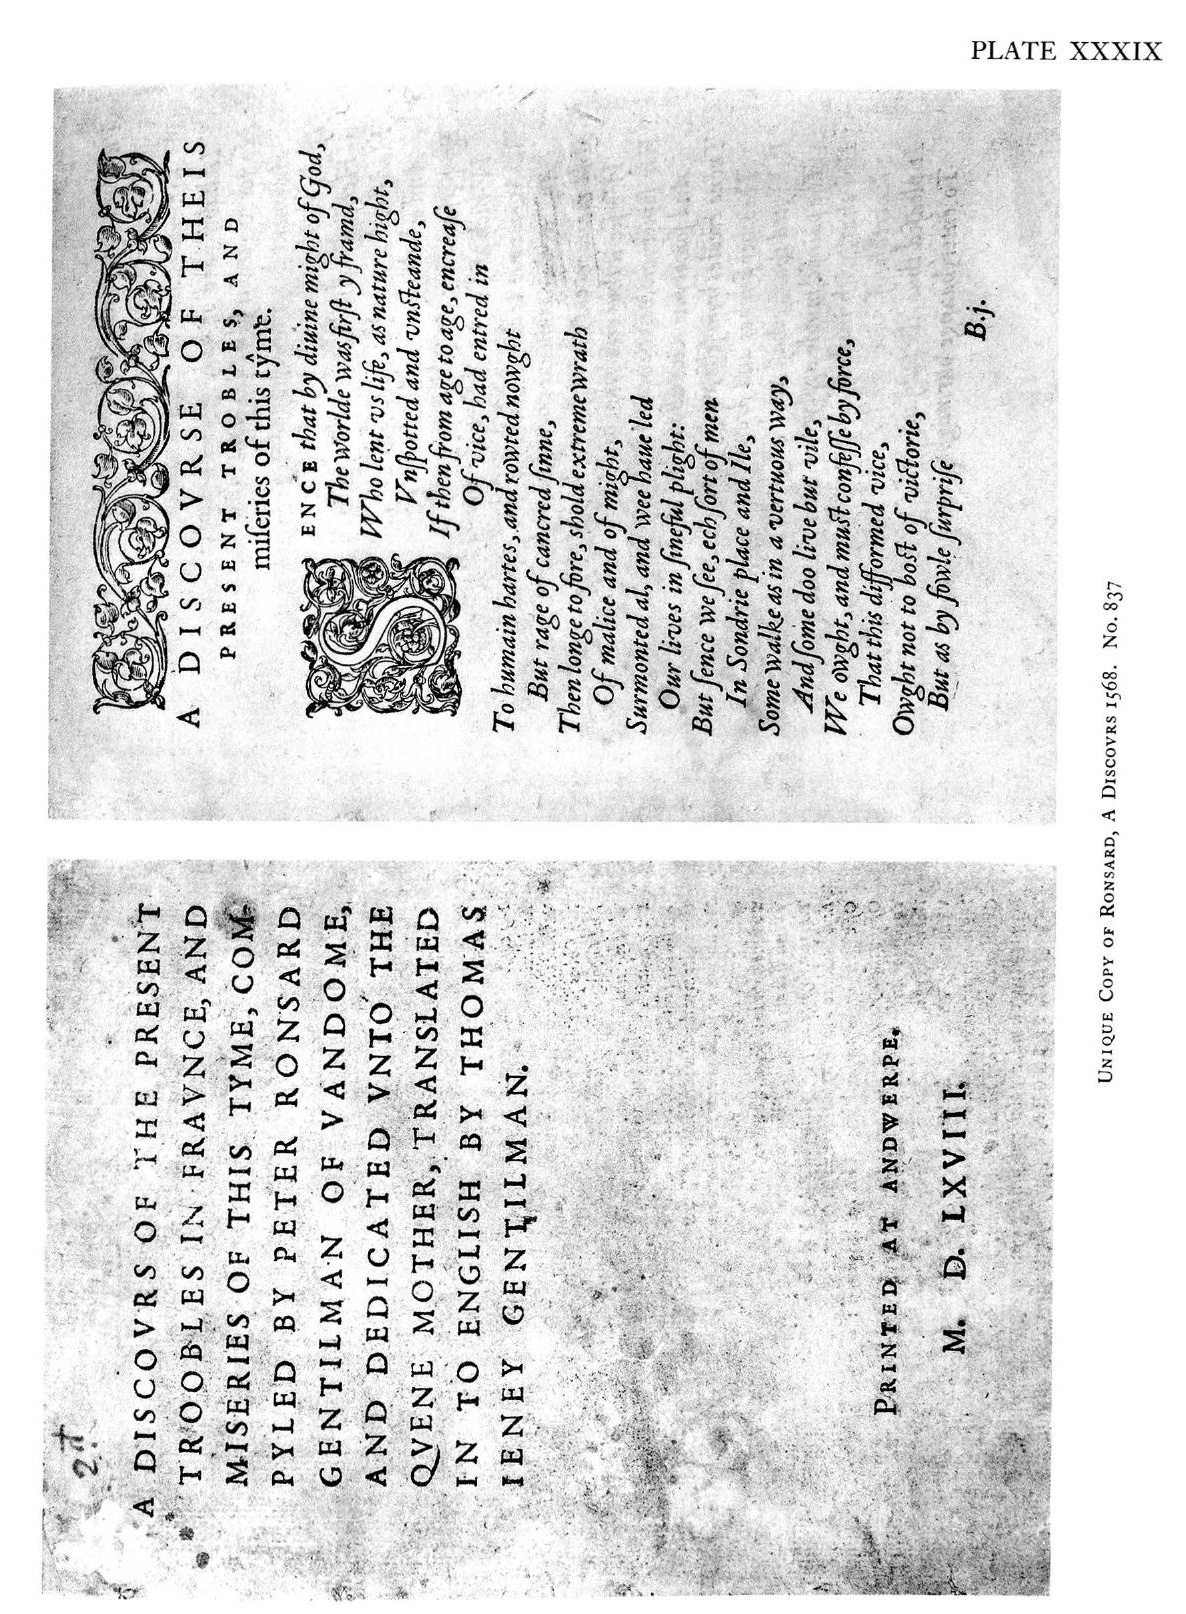 PLATE XXXIX
A DISCOVRS OF THE PRESENT
TROOBLES IN FRAVNCE, AND
MISERIES OF THIS TYME, COM-
PYLED BY PETER RONSARD
GENTILMAN OF VANDOME,
AND DEDICATED VNTO THE
QVENE MOTHER, TRANSLATED
IN TO ENGLISH BY THOMAS
IENEY GENTILMAN.
PRINTED AT ANDWERPE.
M. D. LXVIII.
A DISCOVRSE OF THEIS
PRESENT TROBLES, AND
miſeries of this tyme.
SENCE that by diuine might of God,
The worlde was firſt y framd,
Who lent vs life, as nature hight,
Vnſpotted and vnſteande,
If then from age to age, encreaſe
Of vice, had entred in
To humain hartes, and rowted nowght
But rage of cancred ſinne,
Then longe to fore, shold extreme wrath
Of malice and of might,
Surmonted al, and wee haue led
Our lives in ſineful plight:
But ſence we ſee, ech ſort of men
In Sondrie place and Ile,
Some walke as in a vertuous way,
And ſome doo live but vile,
We owght, and muſt confeſſe by force,
That this difformed vice,
Owght not to boſt of victorie,
But as by fowle ſurpriſe
B.j.
UNIQUE COPY OF RONSARD, A DISCOVRS 1568. NO. 837